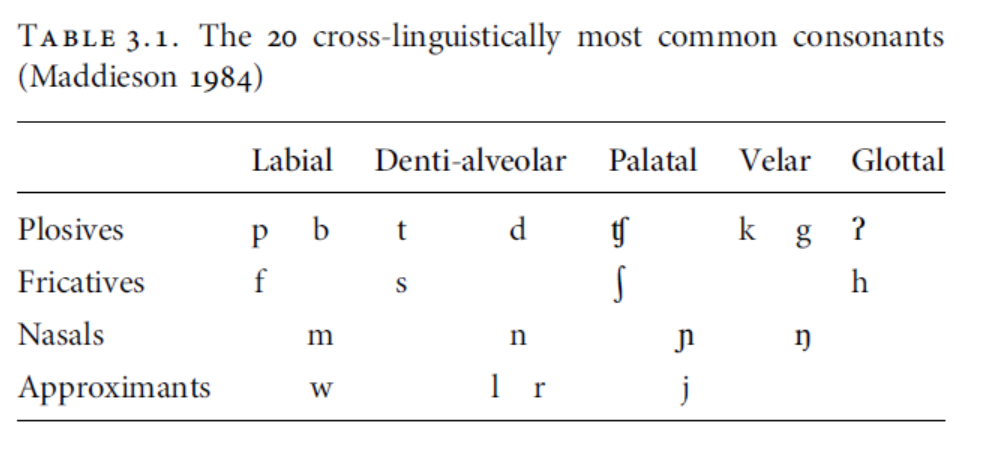 TABLE 3.1. The 20 cross-linguistically most common consonants
(Maddieson 1984)
Labial Denti-alveolar Palatal Velar Glottal
Plosives p b t d ʧ k g ʔ
Fricatives f s ʃ h
Nasals m n ɲ ŋ
Approximants w l r j